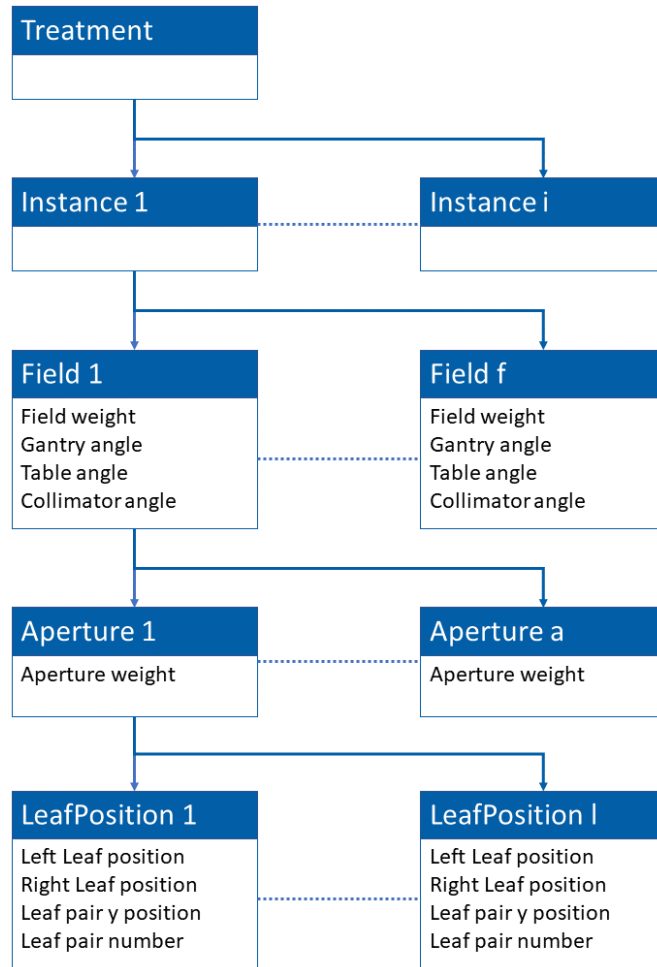 Treatment
Instance 1
Instance i
Field 1
Field weight
Gantry angle
Table angle
Collimator angle
Field f
Field weight
Gantry angle
Table angle
Collimator angle
Aperture 1
Aperture weight
Aperture a
Aperture weight
LeafPosition 1
Left Leaf position
Right Leaf position
Leaf pair y position
Leaf pair number
LeafPosition l
Left Leaf position
Right Leaf position
Leaf pair y position
Leaf pair number